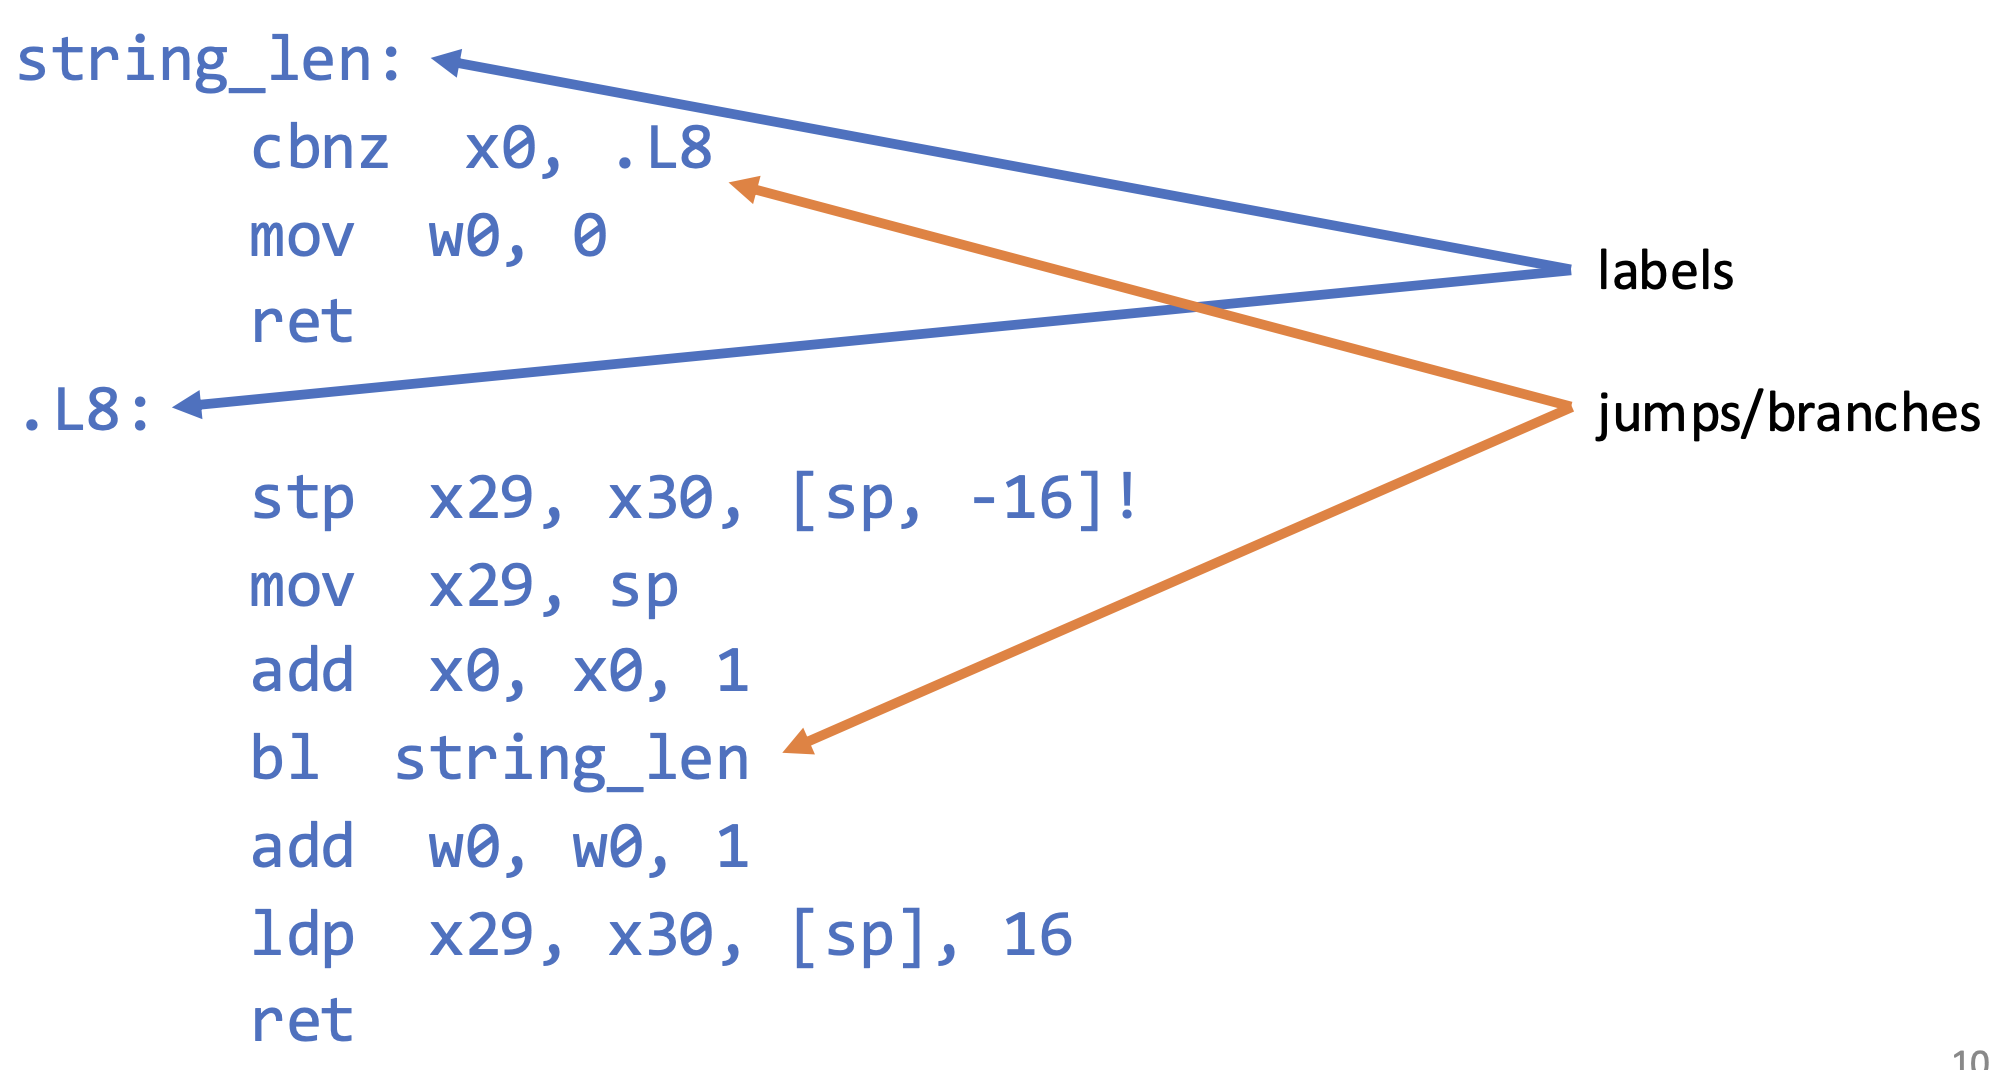 string_len:
cbnz x0, .L8
mov w0, 0
ret
.L8:
stp x29, x30, [sp, -16]!
mov x29, sp
add x0, x0, 1
bl string_len
add w0, w0, 1
ldp x29, x30, [sp], 16
ret
labels
jumps/branches
10